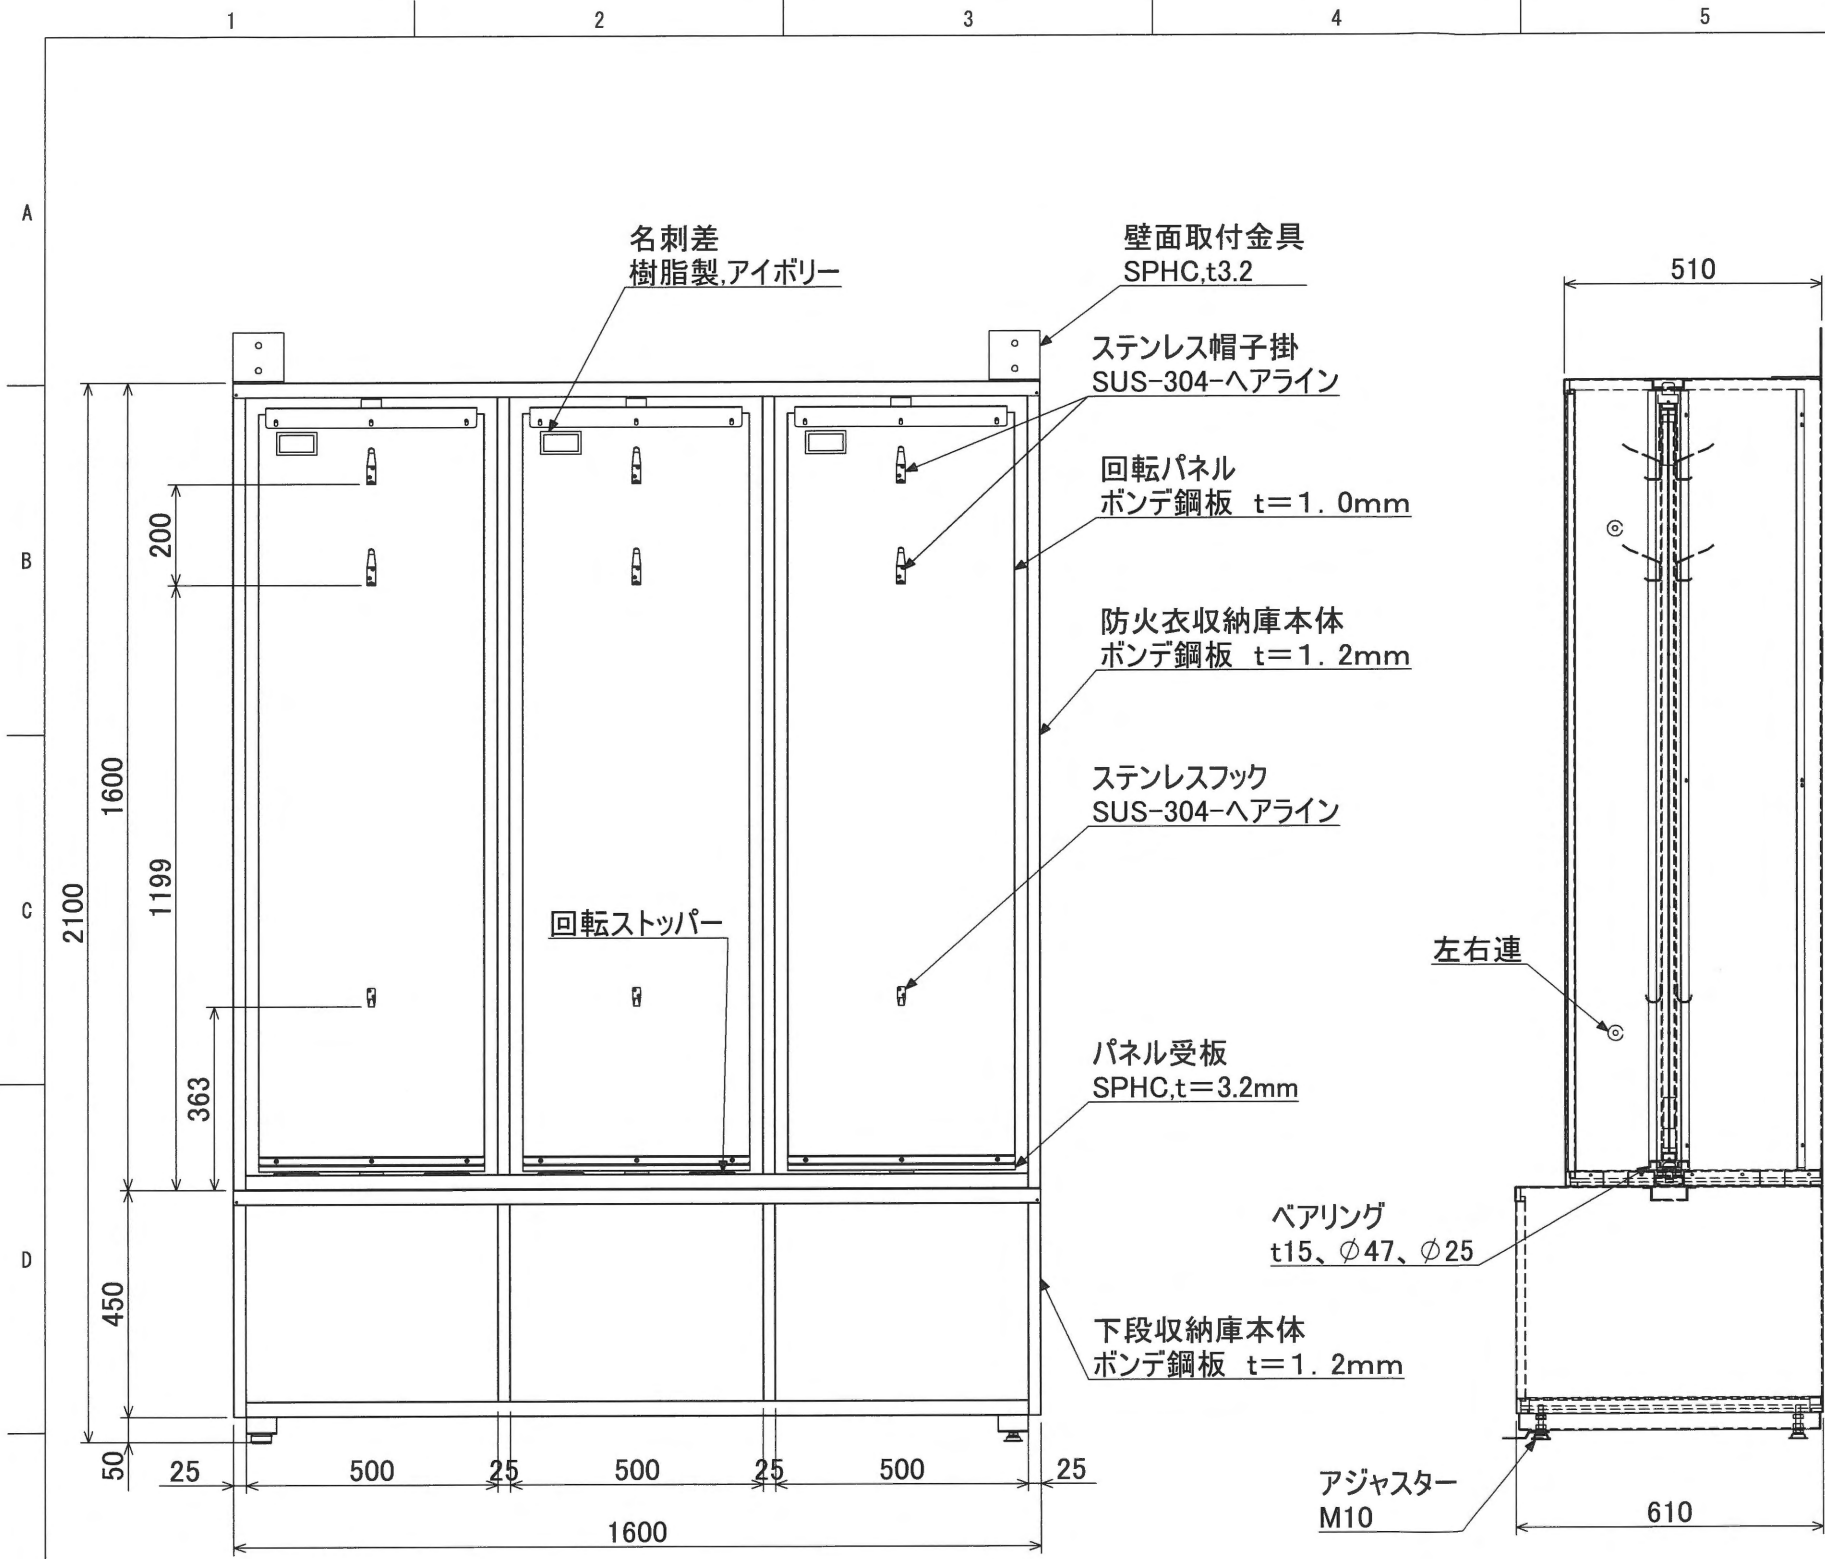 1
2
3
4
5
A
B
C
D
名刺差
樹脂製,アイボリー
壁面取付金具
SPHC,t3.2
ステンレス帽子掛
SUS-304-ヘアライン
回転パネル
ボンデ鋼板 t=1.0mm
防火衣収納庫本体
ボンデ鋼板 t=1.2mm
ステンレスフック
SUS-304-ヘアライン
回転ストッパー
パネル受板
SPHC,t=3.2mm
下段収納庫本体
ボンデ鋼板 t=1.2mm
200
1600
1199
2100
363
450
50
25
500
25
500
25
500
25
1600
510
左右連
ベアリング
t15、∅47、∅25
アジャスター
M10
610